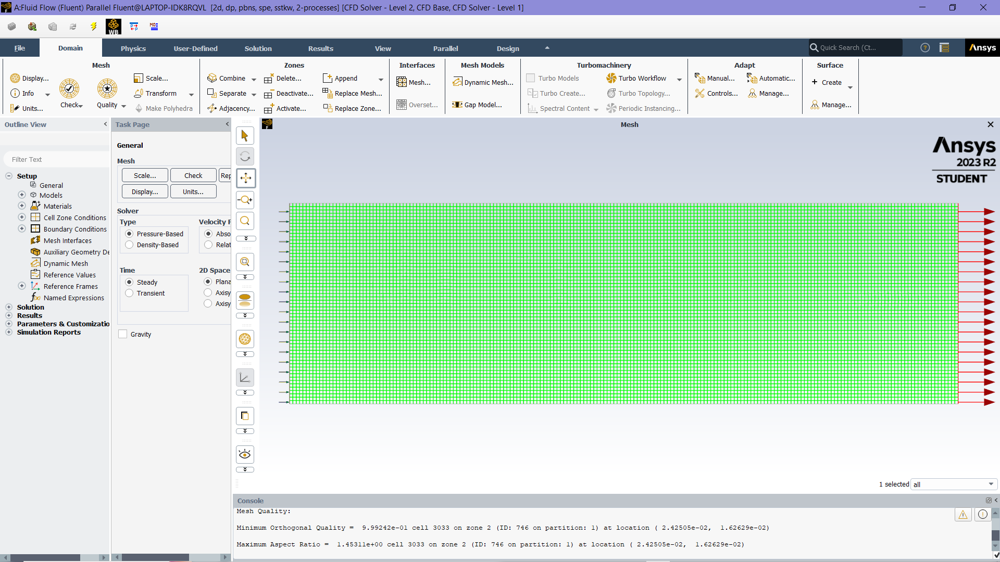 A:Fluid Flow (Fluent) Parallel Fluent@LAPTOP-IDK8RQVL [2d, dp, pbns, spe, sstkw, 2-processes] [CFD Solver - Level 2, CFD Base, CFD Solver - Level 1]
WB
File Domain Physics User-Defined Solution Results View Parallel Design Quick Search (Ct... Ansys
Mesh
Display...
Info
Units...
Check
Quality
Scale...
Transform
Make Polyhedra
Zones
Combine
Separate
Adjacency...
Delete...
Deactivate...
Activate...
Append
Replace Mesh...
Replace Zone...
Interfaces
Mesh...
Overset...
Mesh Models
Dynamic Mesh...
Gap Model...
Turbomachinery
Turbo Models
Turbo Create...
Spectral Content
Turbo Workflow
Turbo Topology...
Periodic Instancing...
Adapt
Manual...
Controls...
Automatic...
Manage...
Surface
Create
Manage...
Outline View
Filter Text
Setup
General
Models
Materials
Cell Zone Conditions
Boundary Conditions
Mesh Interfaces
Auxiliary Geometry De
Dynamic Mesh
Reference Values
Reference Frames
Named Expressions
Solution
Results
Parameters & Customizatio
Simulation Reports
Task Page
General
Mesh
Scale... Check Rep
Display... Units...
Solver
Type
Pressure-Based
Density-Based
Velocity F
Abso
Relat
Time
Steady
Transient
2D Space
Plana
Axisy
Axisy
Gravity
Mesh
Ansys
2023 R2
STUDENT
1 selected all
Console
Mesh Quality:
Minimum Orthogonal Quality = 9.99242e-01 cell 3033 on zone 2 (ID: 746 on partition: 1) at location ( 2.42505e-02, 1.62629e-02)
Maximum Aspect Ratio = 1.45311e+00 cell 3033 on zone 2 (ID: 746 on partition: 1) at location ( 2.42505e-02, 1.62629e-02)